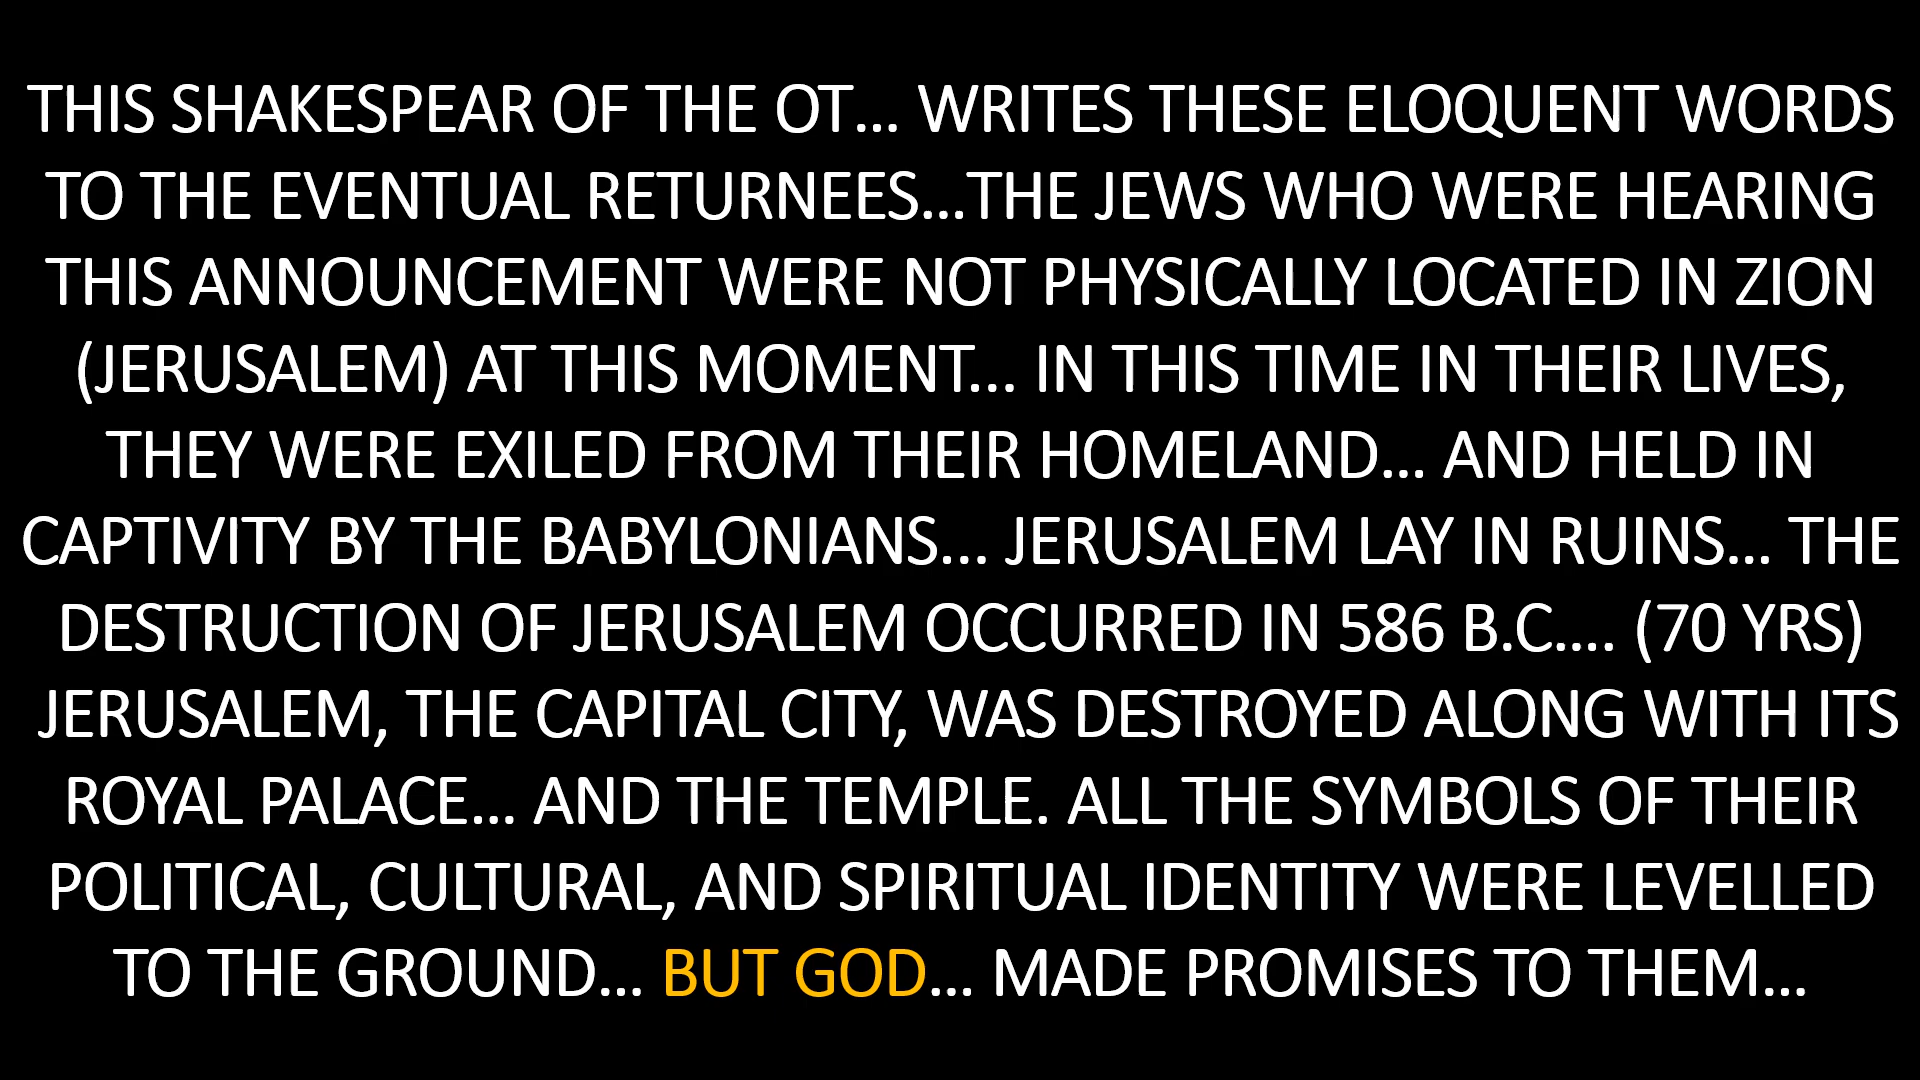 THIS SHAKESPEAR OF THE OT... WRITES THESE ELOQUENT WORDS
TO THE EVENTUAL RETURNEES...THE JEWS WHO WERE HEARING
THIS ANNOUNCEMENT WERE NOT PHYSICALLY LOCATED IN ZION
(JERUSALEM) AT THIS MOMENT... IN THIS TIME IN THEIR LIVES,
THEY WERE EXILED FROM THEIR HOMELAND... AND HELD IN
CAPTIVITY BY THE BABYLONIANS... JERUSALEM LAY IN RUINS... THE
DESTRUCTION OF JERUSALEM OCCURRED IN 586 B.C.... (70 YRS)
JERUSALEM, THE CAPITAL CITY, WAS DESTROYED ALONG WITH ITS
ROYAL PALACE... AND THE TEMPLE. ALL THE SYMBOLS OF THEIR
POLITICAL, CULTURAL, AND SPIRITUAL IDENTITY WERE LEVELLED
TO THE GROUND... BUT GOD... MADE PROMISES TO THEM...